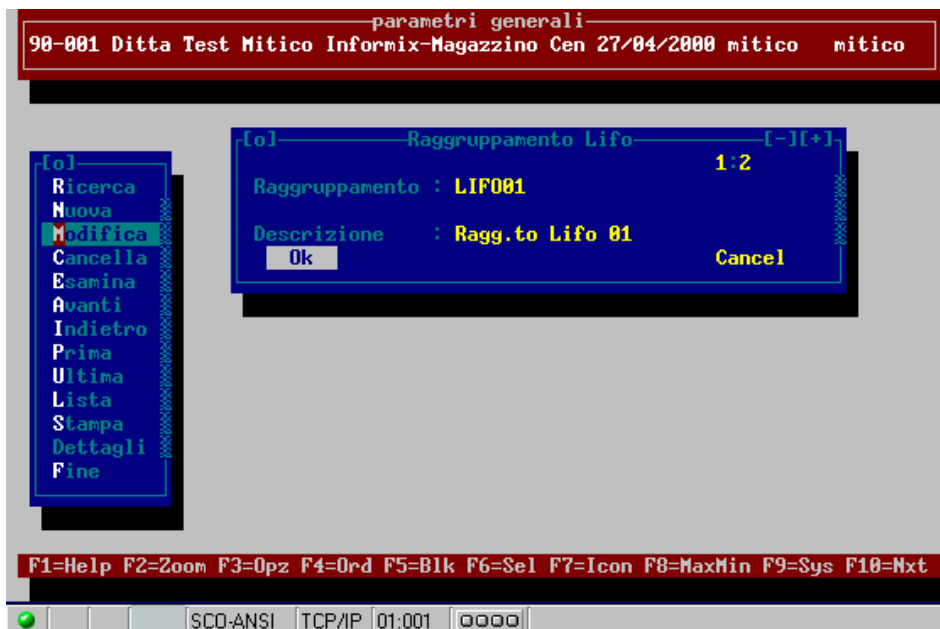 parametri generali
90-001 Ditta Test Mitico Informix-Magazzino Cen 27/04/2000 mitico mitico
[o] Raggruppamento Lifo [-][+]
1:2
Raggruppamento : LIFO01
Descrizione : Ragg.to Lifo 01
Ok Cancel
[o]
Ricerca
Nuova
Modifica
Cancella
Esamina
Avanti
Indietro
Prima
Ultima
Lista
Stampa
Dettagli
Fine
F1=Help F2=Zoom F3=Opz F4=Ord F5=Blk F6=Sel F7=Icon F8=MaxMin F9=Sys F10=Nxt
SCO-ANSI TCP/IP 01:001